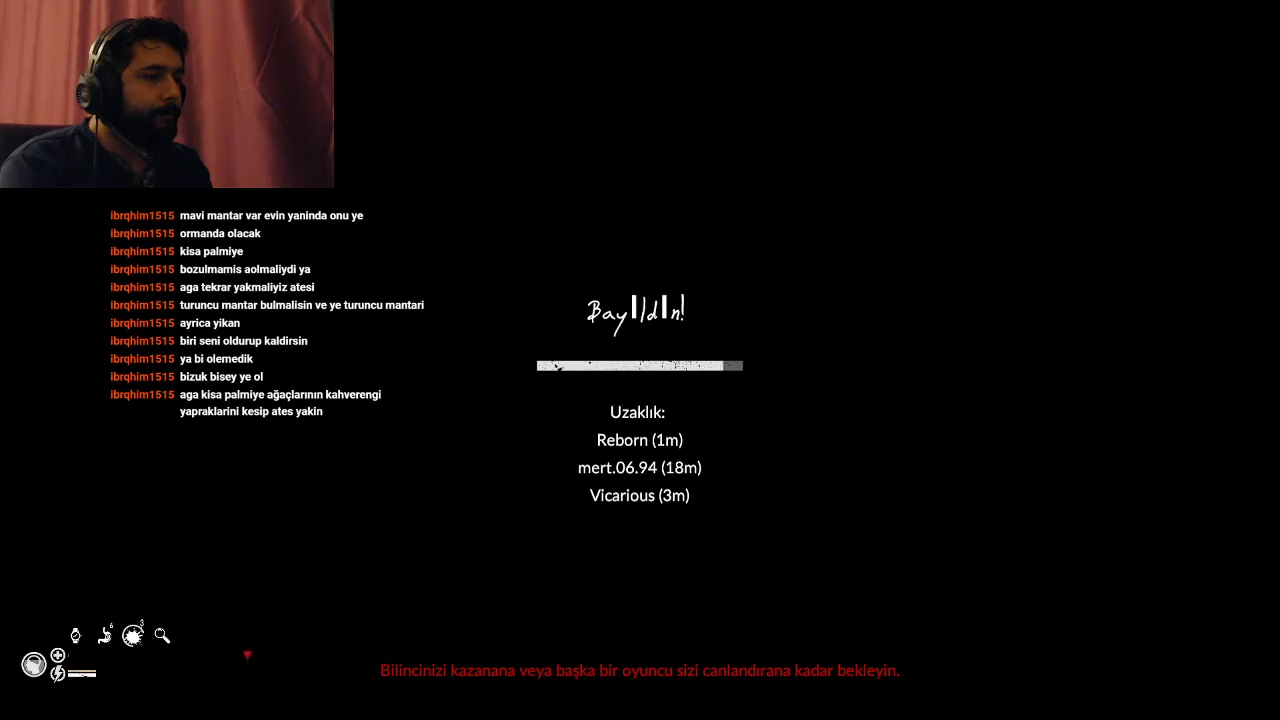 ibrqhim1515 mavi mantar var evin yaninda onu ye
ibrqhim1515 ormanda olacak
ibrqhim1515 kisa palmiye
ibrqhim1515 bozulmamis aolmaliydi ya
ibrqhim1515 aga tekrar yakmaliyiz atesi
ibrqhim1515 turuncu mantar bulmalisin ve ye turuncu mantari
ibrqhim1515 ayrica yikan
ibrqhim1515 biri seni oldurup kaldirsin
ibrqhim1515 ya bi olemedik
ibrqhim1515 bizuk bisey ye ol
ibrqhim1515 aga kisa palmiye ağaçlarının kahverengi
yapraklarini kesip ates yakin
Bayıldın!
Uzaklık:
Reborn (1m)
mert.06.94 (18m)
Vicarious (3m)
6
3
Bilincinizi kazanana veya başka bir oyuncu sizi canlandırana kadar bekleyin.